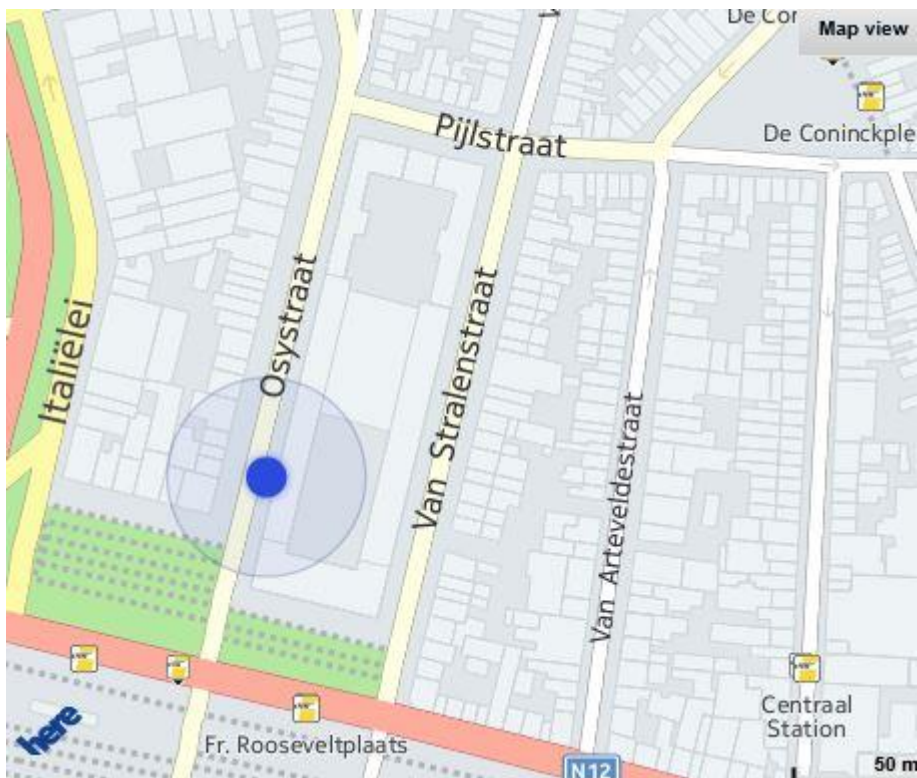 De Cor
Map view
De Coninckple
Pijlstraat
Osystraat
Italiëlei
Van Stralenstraat
Van Arteveldestraat
Centraal
Station
Fr. Rooseveltplaats
here
N12
50 m